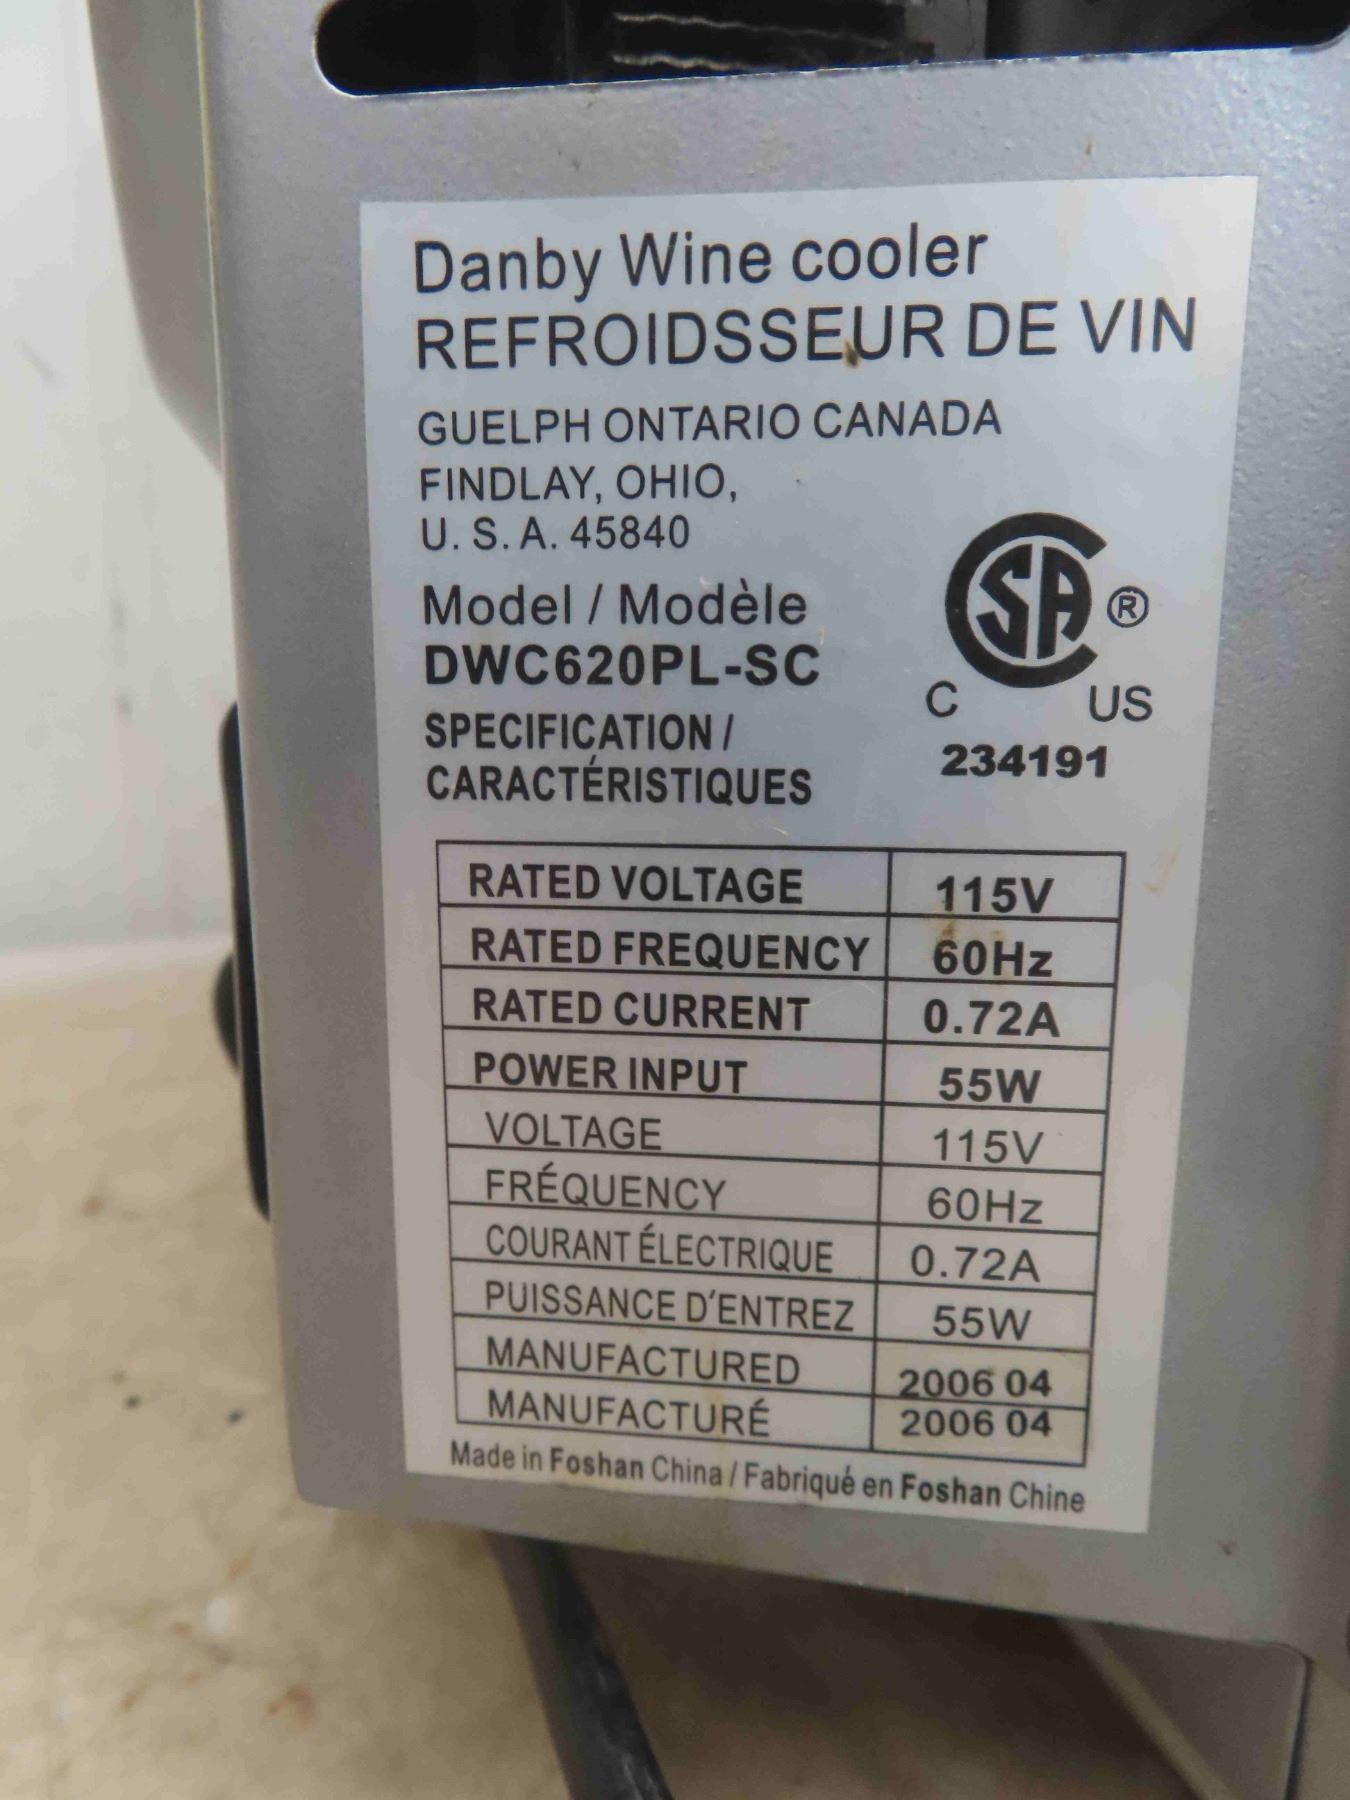 Danby Wine cooler
REFROIDSSEUR DE VIN
GUELPH ONTARIO CANADA
FINDLAY, OHIO,
U. S. A. 45840
Model / Modèle
DWC620PL-SC
SPECIFICATION /
CARACTÉRISTIQUES
SA ®
C US
234191
RATED VOLTAGE 115V
RATED FREQUENCY 60Hz
RATED CURRENT 0.72A
POWER INPUT 55W
VOLTAGE 115V
FRÉQUENCY 60Hz
COURANT ÉLECTRIQUE 0.72A
PUISSANCE D'ENTREZ 55W
MANUFACTURED 2006 04
MANUFACTURÉ 2006 04
Made in Foshan China / Fabriqué en Foshan Chine